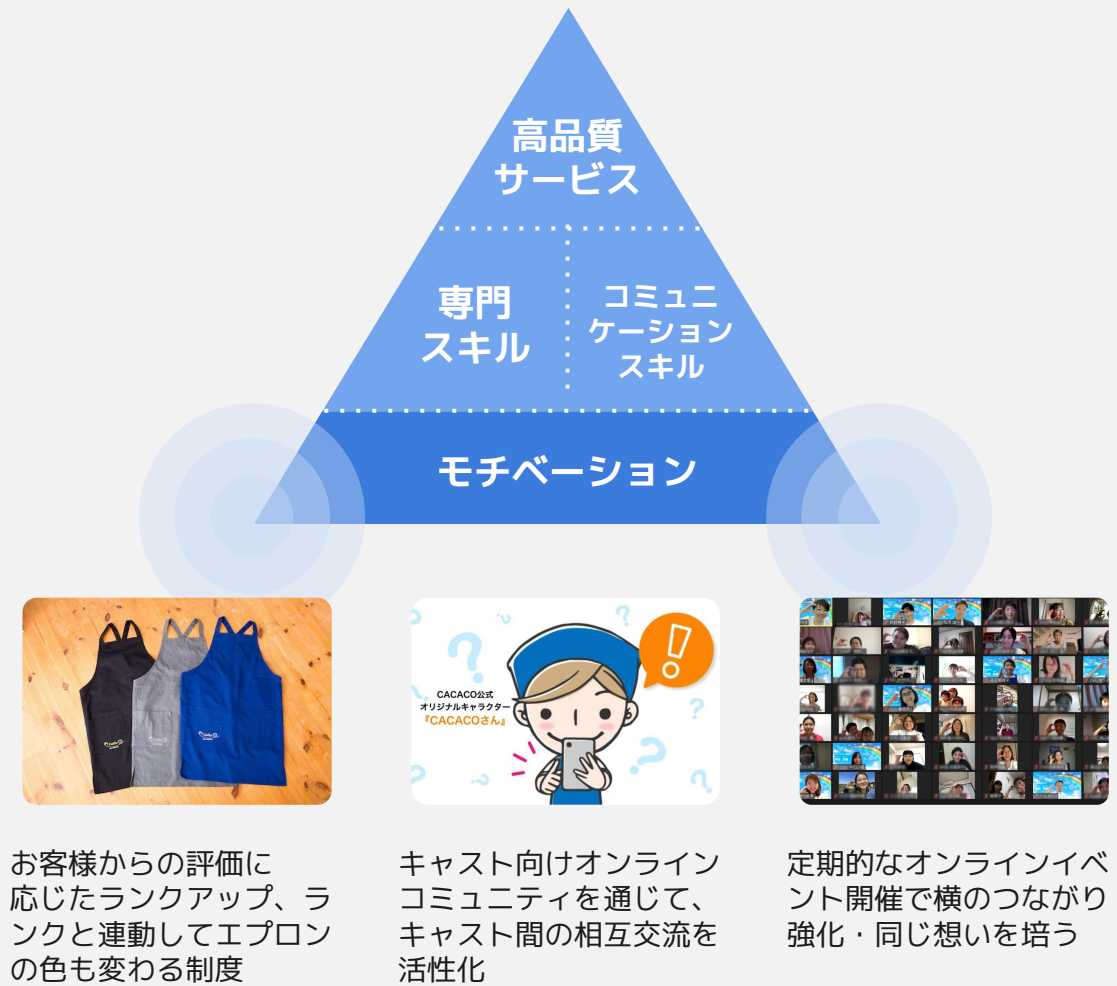 高品質
サービス
専門
スキル
コミュニ
ケーション
スキル
モチベーション
CACACO公式
オリジナルキャラクター
『CACACOさん』
お客様からの評価に
応じたランクアップ、ラ
ンクと連動してエプロン
の色も変わる制度
キャスト向けオンライン
コミュニティを通じて、
キャスト間の相互交流を
活性化
定期的なオンラインイベ
ント開催で横のつながり
強化・同じ想いを培う